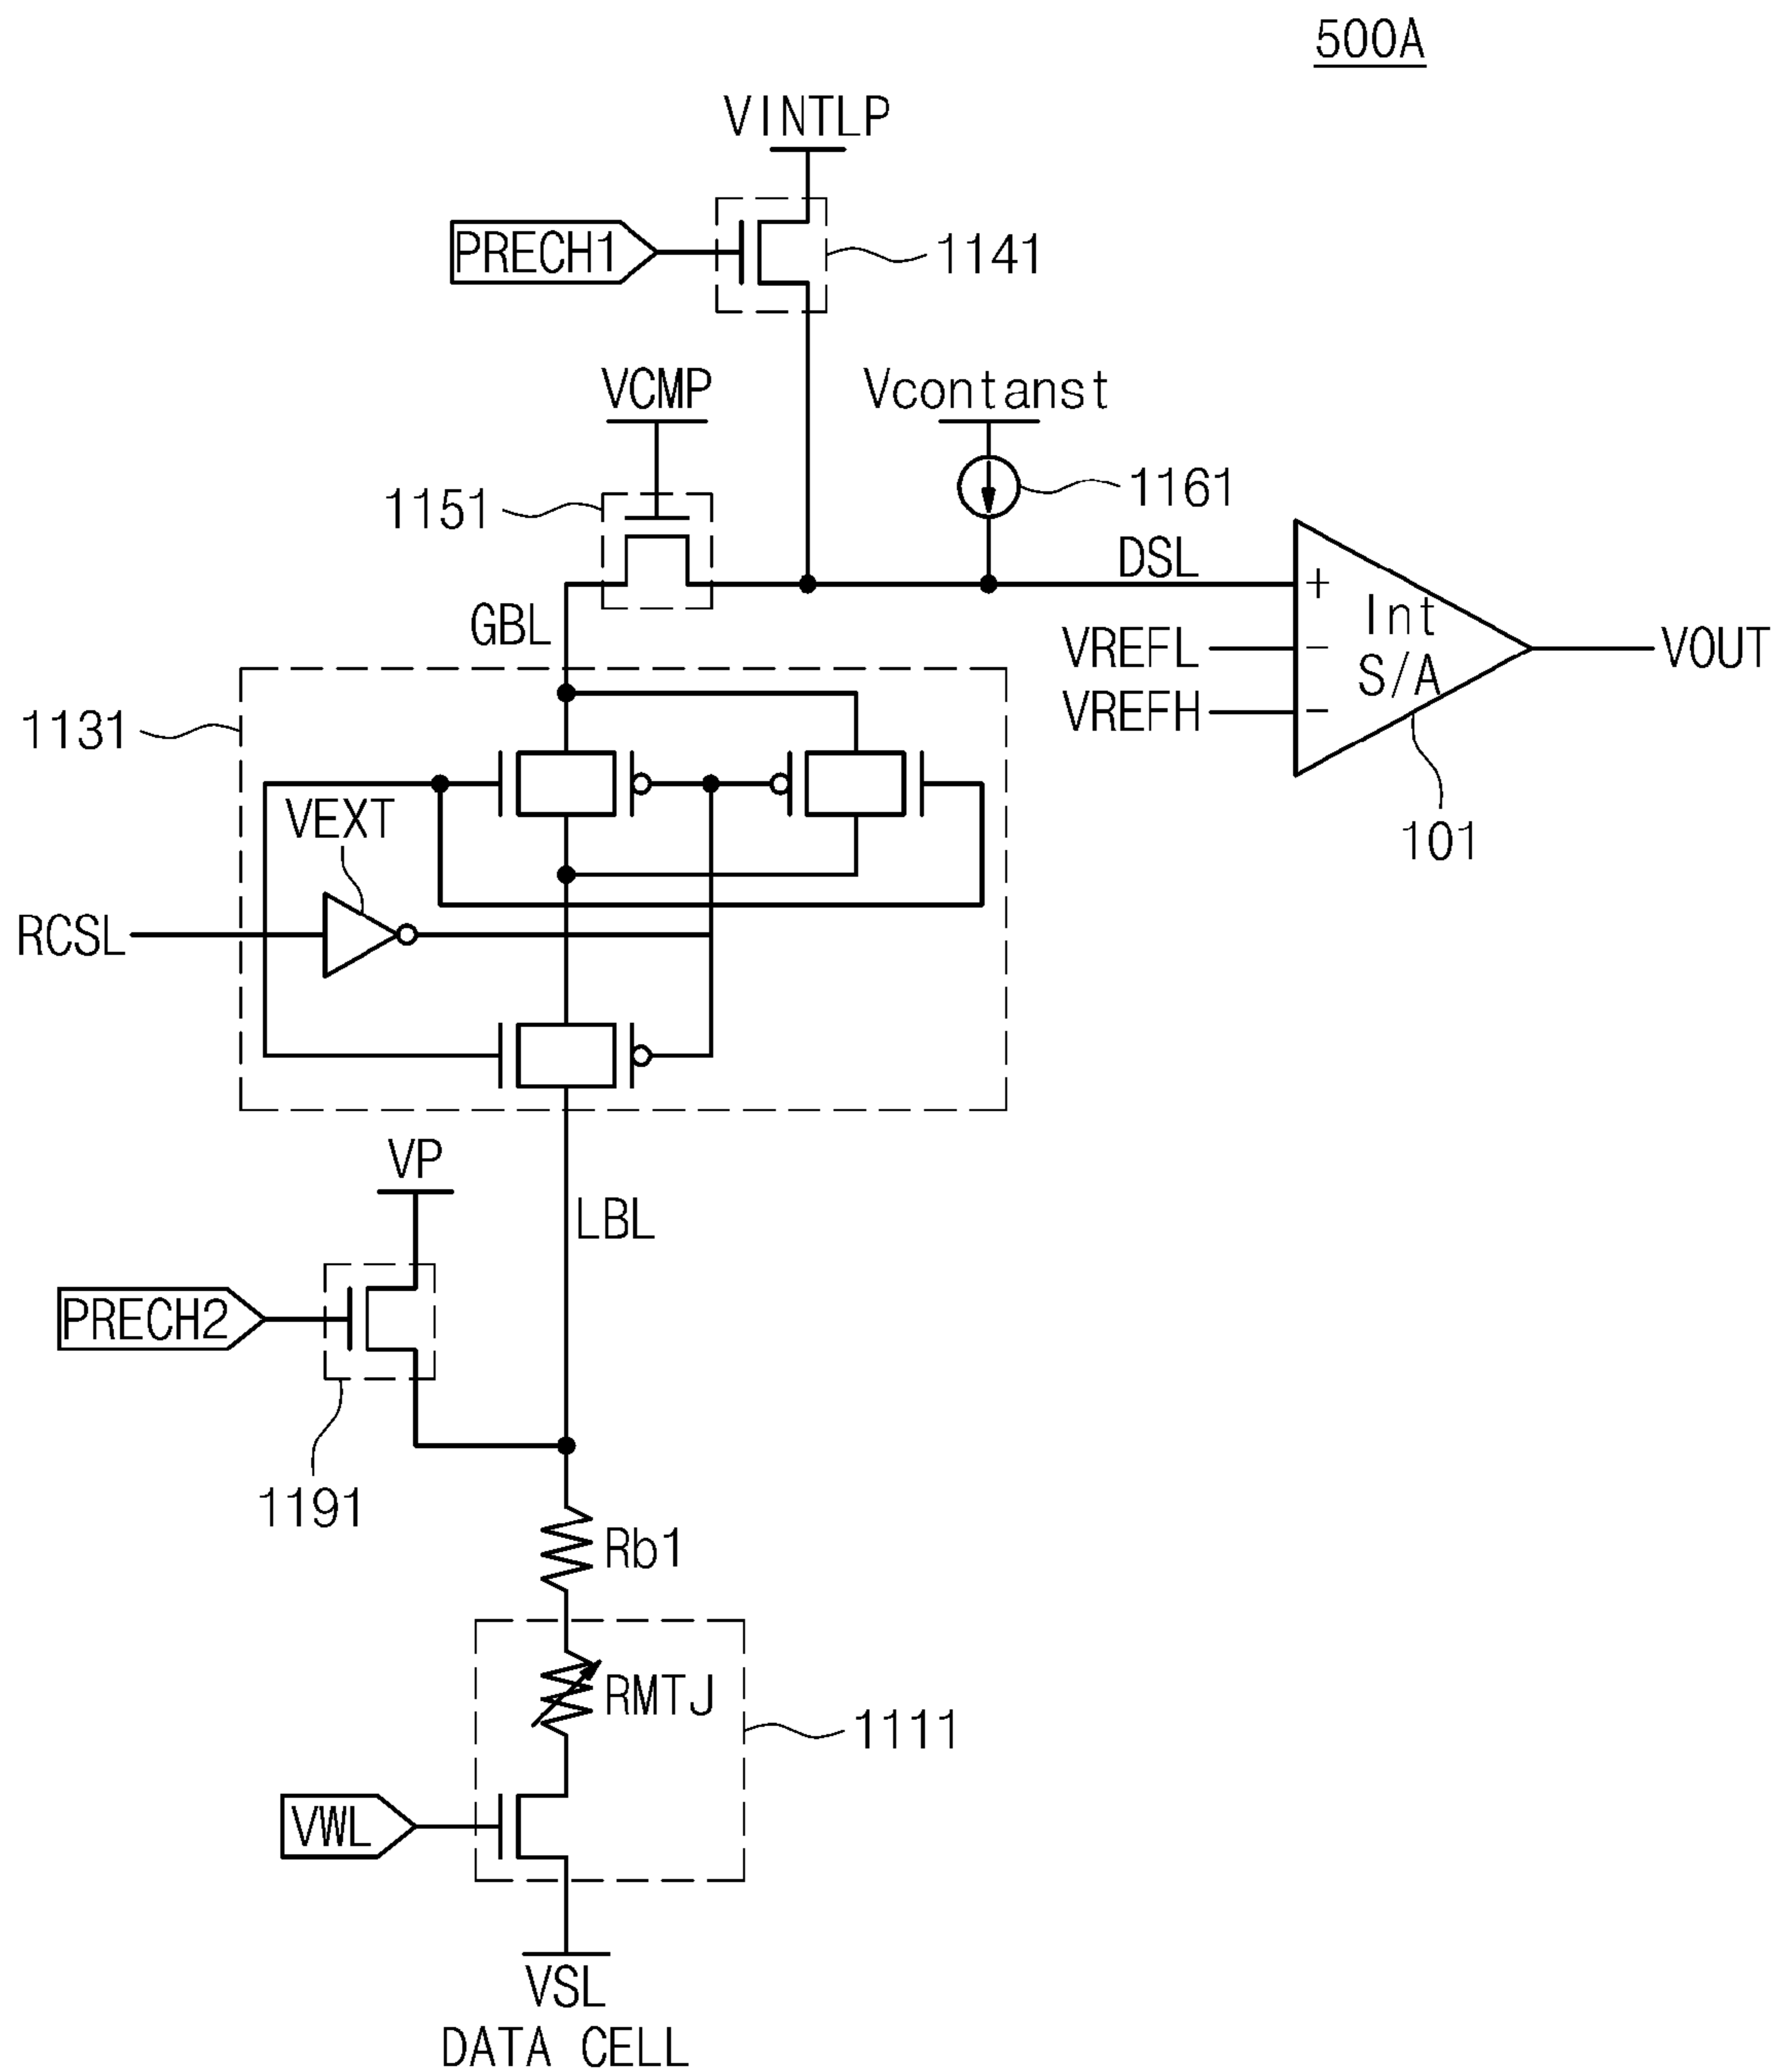 500A
VINTLP
PRECH1
1141
VCMP
Vcontanst
1151
1161
DSL
+
Int
S/A
GBL
VREFL
−
VOUT
VREFH
−
1131
VEXT
101
RCSL
VP
LBL
PRECH2
1191
Rb1
RMTJ
1111
VWL
VSL
DATA CELL